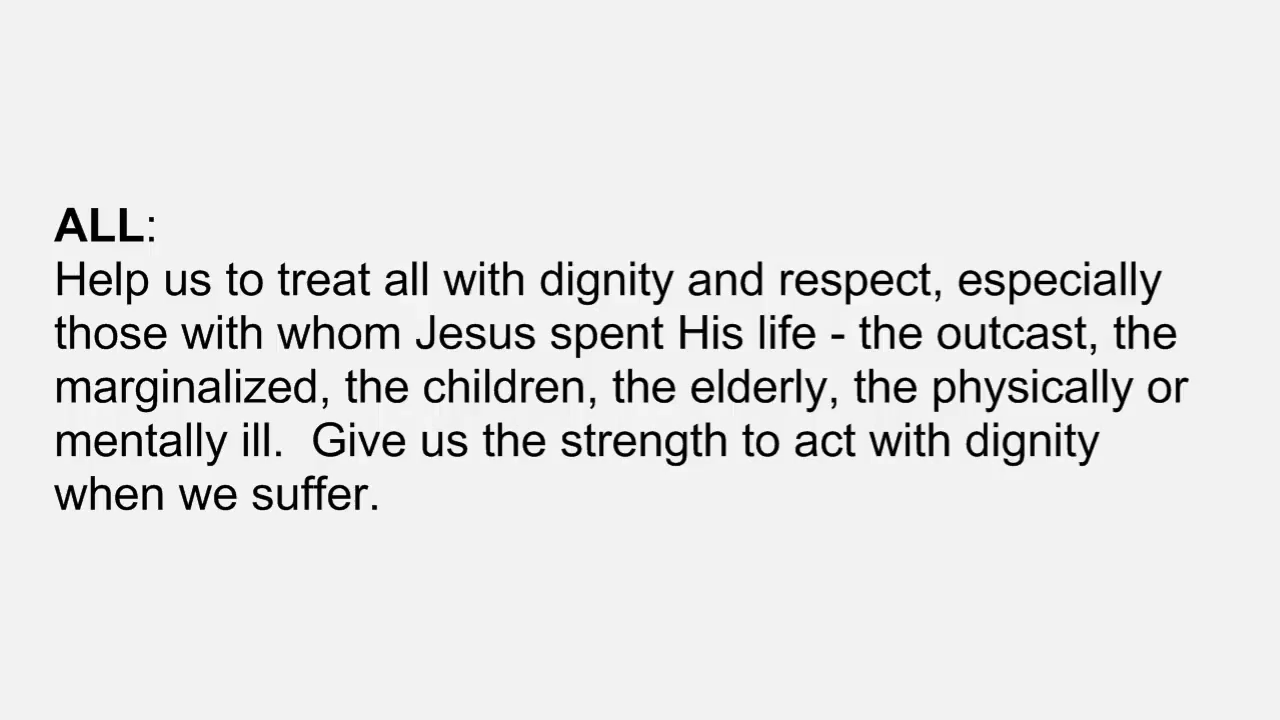 ALL:
Help us to treat all with dignity and respect, especially
those with whom Jesus spent His life - the outcast, the
marginalized, the children, the elderly, the physically or
mentally ill.  Give us the strength to act with dignity
when we suffer.